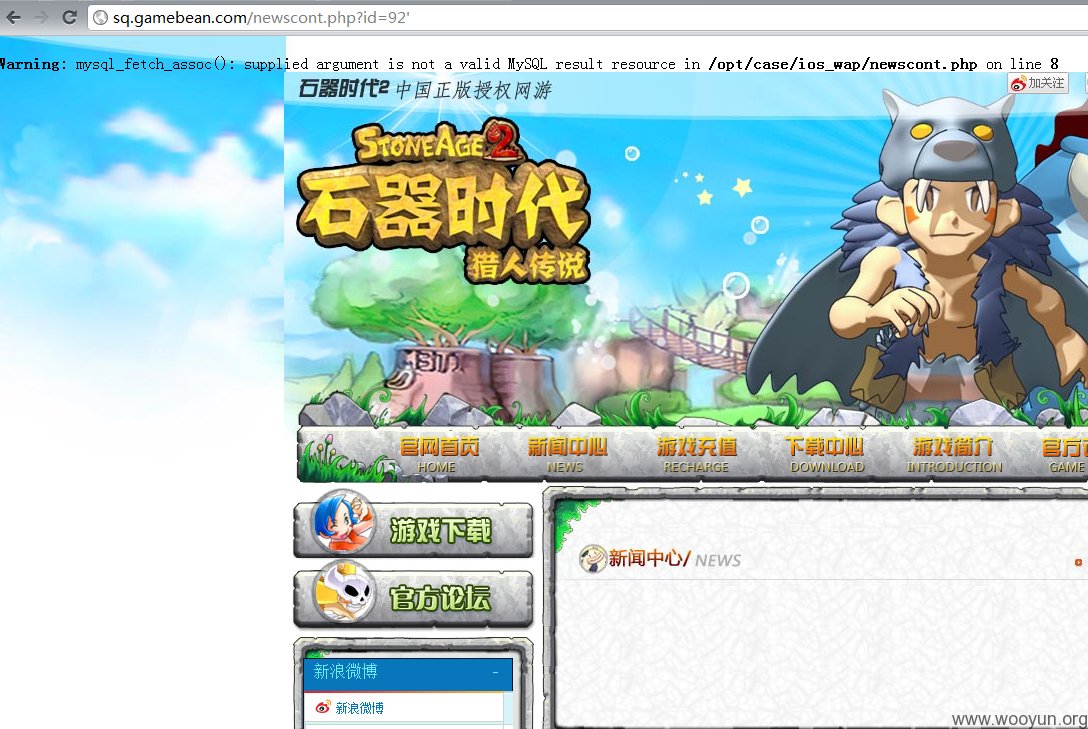 sq.gamebean.com/newscont.php?id=92'
Warning: mysql_fetch_assoc(): supplied argument is not a valid MySQL result resource in /opt/case/ios_wap/newscont.php on line 8
石器时代2 中国正版授权网游
加关注
STONEAGE 2
石器时代
猎人传说
官网首页 新闻中心 游戏充值 下载中心 游戏简介 官方
HOME NEWS RECHARGE DOWNLOAD INTRODUCTION GAME
游戏下载
新闻中心/ NEWS
官方论坛
新浪微博 -
新浪微博
www.wooyun.org